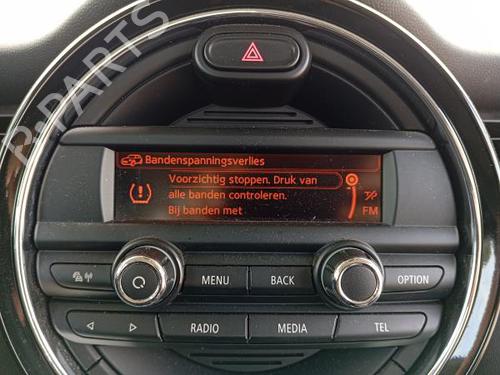 B-PARTS
Bandenspanningsverlies
Voorzichtig stoppen. Druk van
alle banden controleren.
Bij banden met
FM
MENU
BACK
OPTION
RADIO
MEDIA
TEL